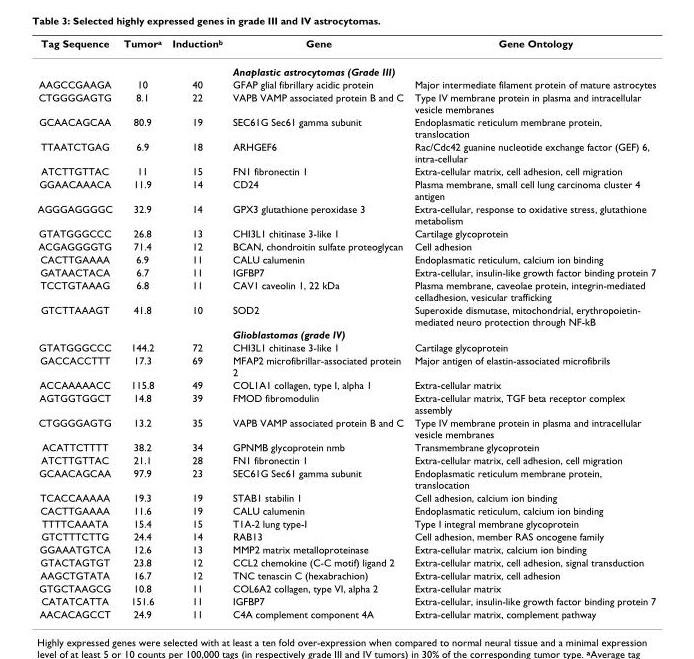 Table 3: Selected highly expressed genes in grade III and IV astrocytomas.
Tag Sequence Tumorᵃ Inductionᵇ Gene Gene Ontology
Anaplastic astrocytomas (Grade III)
AAGCCGAAGA 10 40 GFAP glial fibrillary acidic protein Major intermediate filament protein of mature astrocytes
CTGGGGAGTG 8.1 22 VAPB VAMP associated protein B and C Type IV membrane protein in plasma and intracellular
vesicle membranes
GCAACAGCAA 80.9 19 SEC61G Sec61 gamma subunit Endoplasmatic reticulum membrane protein,
translocation
TTAATCTGAG 6.9 18 ARHGEF6 Rac/Cdc42 guanine nucleotide exchange factor (GEF) 6,
intra-cellular
ATCTTGTTAC 11 15 FN1 fibronectin 1 Extra-cellular matrix, cell adhesion, cell migration
GGAACAAACA 11.9 14 CD24 Plasma membrane, small cell lung carcinoma cluster 4
antigen
AGGGAGGGGC 32.9 14 GPX3 glutathione peroxidase 3 Extra-cellular, response to oxidative stress, glutathione
metabolism
GTATGGGCCC 26.8 13 CHI3L1 chitinase 3-like 1 Cartilage glycoprotein
ACGAGGGGTG 71.4 12 BCAN, chondroitin sulfate proteoglycan Cell adhesion
CACTTGAAAA 6.9 11 CALU calumenin Endoplasmatic reticulum, calcium ion binding
GATAACTACA 6.7 11 IGFBP7 Extra-cellular, insulin-like growth factor binding protein 7
TCCTGTAAAG 6.8 11 CAV1 caveolin 1, 22 kDa Plasma membrane, caveolae protein, integrin-mediated
celladhesion, vesicular trafficking
GTCTTAAAGT 41.8 10 SOD2 Superoxide dismutase, mitochondrial, erythropoietin-
mediated neuro protection through NF-kB
Glioblastomas (grade IV)
GTATGGGCCC 144.2 72 CHI3L1 chitinase 3-like 1 Cartilage glycoprotein
GACCACCTTT 17.3 69 MFAP2 microfibrillar-associated protein Major antigen of elastin-associated microfibrils
2
ACCAAAAACC 115.8 49 COL1A1 collagen, type I, alpha 1 Extra-cellular matrix
AGTGGTGGCT 14.8 39 FMOD fibromodulin Extra-cellular matrix, TGF beta receptor complex
assembly
CTGGGGAGTG 13.2 35 VAPB VAMP associated protein B and C Type IV membrane protein in plasma and intracellular
vesicle membranes
ACATTCTTTT 38.2 34 GPNMB glycoprotein nmb Transmembrane glycoprotein
ATCTTGTTAC 21.1 28 FN1 fibronectin 1 Extra-cellular matrix, cell adhesion, cell migration
GCAACAGCAA 97.9 23 SEC61G Sec61 gamma subunit Endoplasmatic reticulum membrane protein,
translocation
TCACCAAAAA 19.3 19 STAB1 stabilin 1 Cell adhesion, calcium ion binding
CACTTGAAAA 11.6 19 CALU calumenin Endoplasmatic reticulum, calcium ion binding
TTTTCAAATA 15.4 15 T1A-2 lung type-I Type I integral membrane glycoprotein
GTCTTTCTTG 24.4 14 RAB13 Cell adhesion, member RAS oncogene family
GGAAATGTCA 12.6 13 MMP2 matrix metalloproteinase Extra-cellular matrix, calcium ion binding
GTACTAGTGT 23.8 12 CCL2 chemokine (C-C motif) ligand 2 Extra-cellular matrix, cell adhesion, signal transduction
AAGCTGTATA 16.7 12 TNC tenascin C (hexabrachion) Extra-cellular matrix, cell adhesion
GTGCTAAGCG 10.8 11 COL6A2 collagen, type VI, alpha 2 Extra-cellular matrix
CATATCATTA 151.6 11 IGFBP7 Extra-cellular, insulin-like growth factor binding protein 7
AACACAGCCT 24.9 11 C4A complement component 4A Extra-cellular matrix, complement pathway
Highly expressed genes were selected with at least a ten fold over-expression when compared to normal neural tissue and a minimal expression
level of at least 5 or 10 counts per 100,000 tags (in respectively grade III and IV tumors) in 30% of the corresponding tumor type. ᵃAverage tag